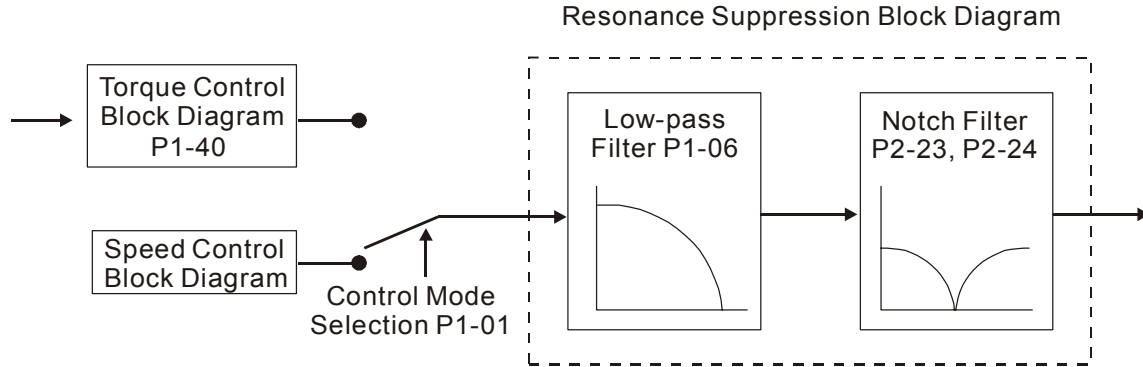 Resonance Suppression Block Diagram
Torque Control
Block Diagram
P1-40
Speed Control
Block Diagram
Control Mode
Selection P1-01
Low-pass
Filter P1-06
Notch Filter
P2-23, P2-24